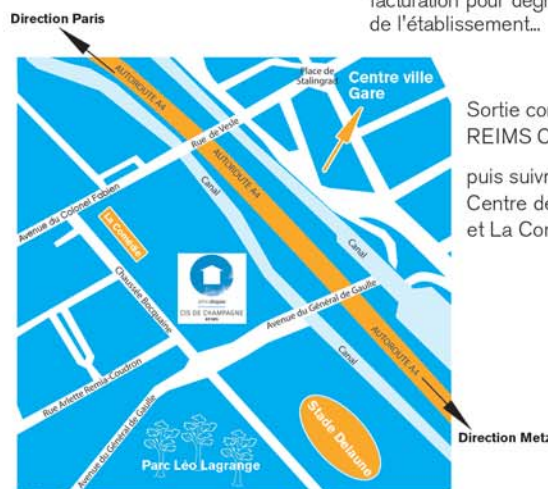 facturation pour dégr
de l'établissement...
Direction Paris
Sortie co
REIMS C
puis suivr
Centre de
et La Co
Place de
Stalingrad
Centre ville
Gare
AUTOROUTE A4
Rue de Vesle
AUTOROUTE A4
Canal
Canal
Avenue du Colonel Fabien
La Comédie
Chaussée Bocquaine
CIS DE CHAMPAGNE
Avenue du Général de Gaulle
AUTOROUTE A4
Canal
Rue Arlette Remia-Coudron
Avenue du Général de Gaulle
Parc Léo Lagrange
Stade Delaune
Direction Metz